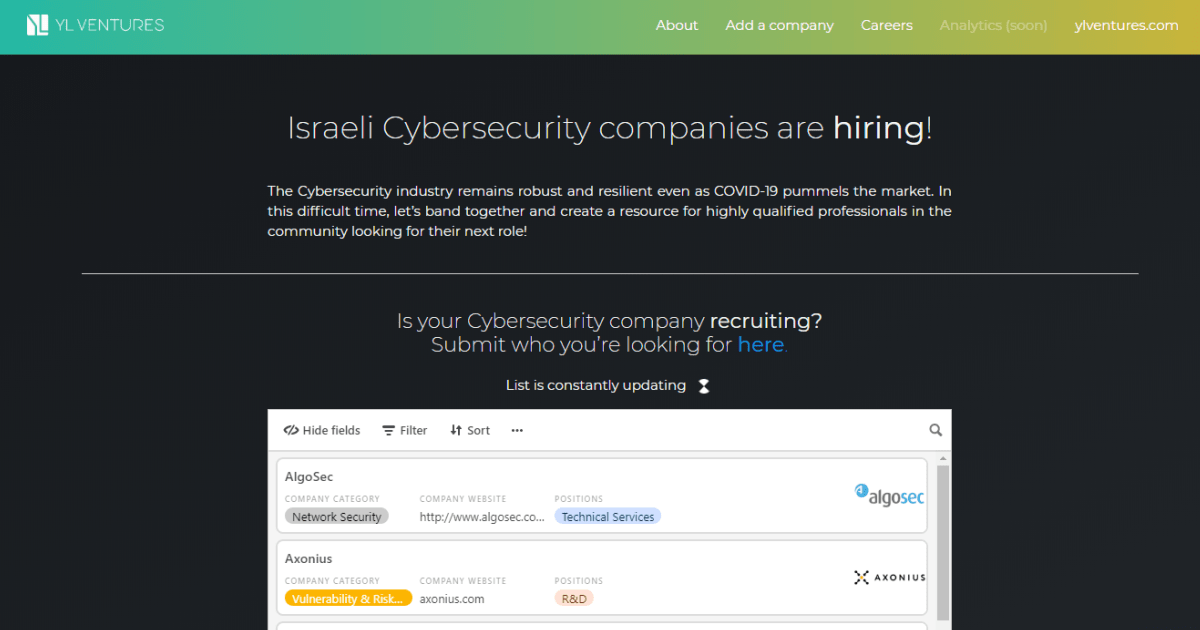 YL VENTURES
About Add a company Careers Analytics (soon) ylventures.com
Israeli Cybersecurity companies are hiring!
The Cybersecurity industry remains robust and resilient even as COVID-19 pummels the market. In
this difficult time, let's band together and create a resource for highly qualified professionals in the
community looking for their next role!
Is your Cybersecurity company recruiting?
Submit who you're looking for here.
List is constantly updating
Hide fields Filter Sort ...
AlgoSec
COMPANY CATEGORY COMPANY WEBSITE POSITIONS
Network Security http://www.algosec.co... Technical Services
algosec
Axonius
COMPANY CATEGORY COMPANY WEBSITE POSITIONS
Vulnerability & Risk... axonius.com R&D
AXONIUS